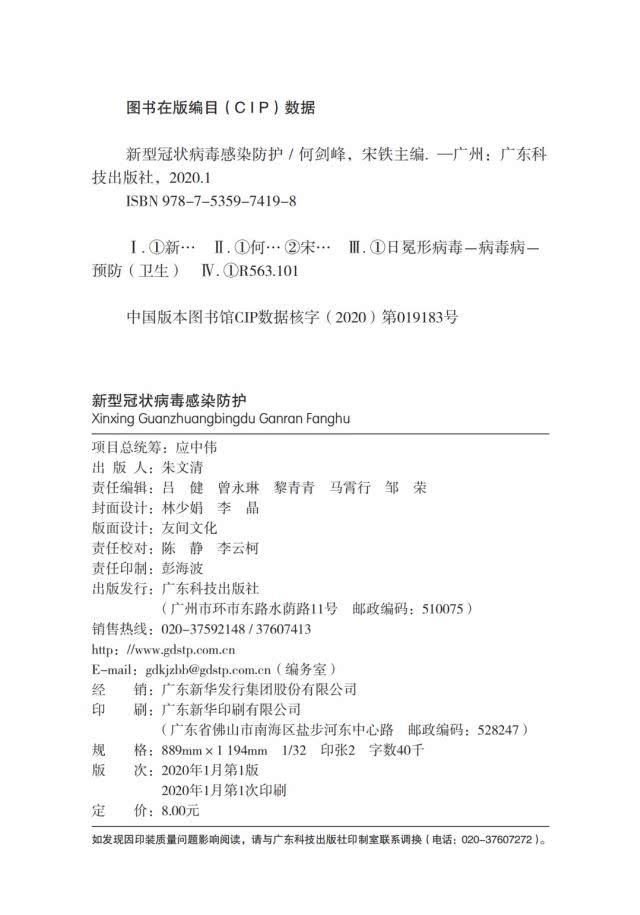 图书在版编目(CIP)数据
新型冠状病毒感染防护 / 何剑峰，宋铁主编. —广州：广东科
技出版社，2020.1
ISBN 978-7-5359-7419-8
Ⅰ. ①新… Ⅱ. ①何… ②宋… Ⅲ. ①日冕形病毒—病毒病—
预防（卫生） Ⅳ. ①R563.101
中国版本图书馆CIP数据核字（2020）第019183号
新型冠状病毒感染防护
Xinxing Guanzhuangbingdu Ganran Fanghu
项目总统筹：应中伟
出 版 人：朱文清
责任编辑：吕 健 曾永琳 黎青青 马霄行 邹 荣
封面设计：林少娟 李 晶
版面设计：友间文化
责任校对：陈 静 李云柯
责任印制：彭海波
出版发行：广东科技出版社
（广州市环市东路水荫路11号 邮政编码：510075）
销售热线：020-37592148 / 37607413
http：//www.gdstp.com.cn
E-mail：gdkjzbb@gdstp.com.cn（编务室）
经 销：广东新华发行集团股份有限公司
印 刷：广东新华印刷有限公司
（广东省佛山市南海区盐步河东中心路 邮政编码：528247）
规 格：889mm×1 194mm 1/32 印张2 字数40千
版 次：2020年1月第1版
2020年1月第1次印刷
定 价：8.00元
如发现因印装质量问题影响阅读，请与广东科技出版社印制室联系调换（电话：020-37607272）。